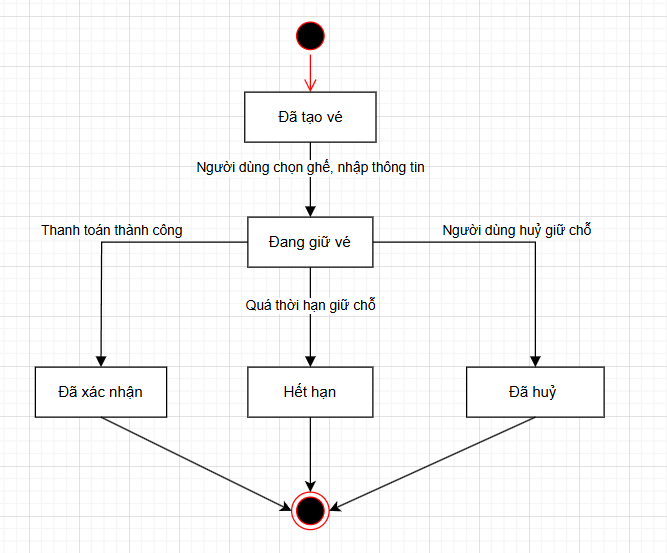 Đã tạo vé
Người dùng chọn ghế, nhập thông tin
Thanh toán thành công
Đang giữ vé
Người dùng huỷ giữ chỗ
Quá thời hạn giữ chỗ
Đã xác nhận
Hết hạn
Đã huỷ